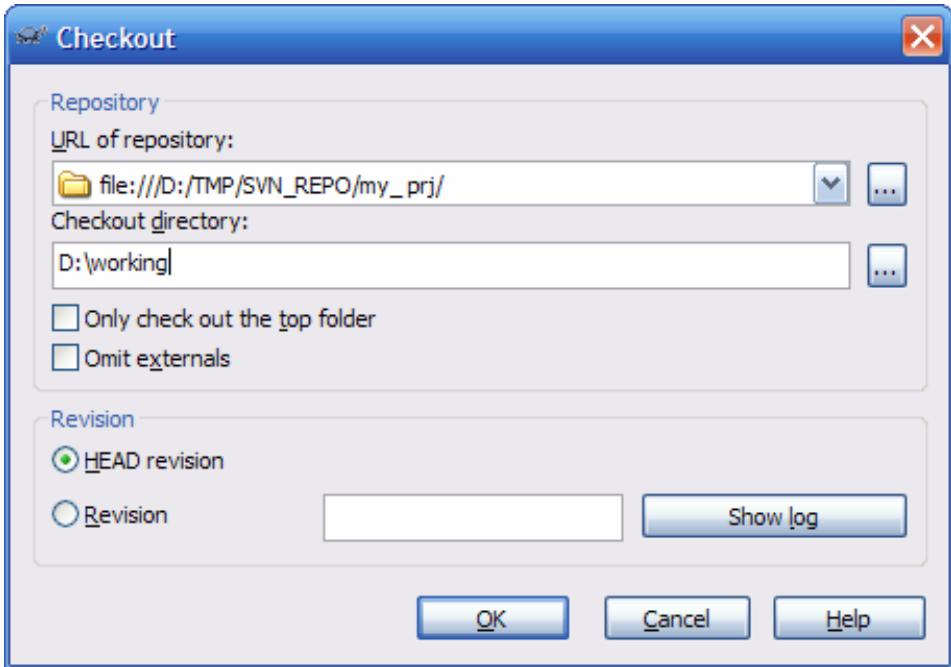 Checkout
Repository
URL of repository:
file:///D:/TMP/SVN_REPO/my_ prj/
...
Checkout directory:
D:\working
...
Only check out the top folder
Omit externals
Revision
HEAD revision
Revision
Show log
OK Cancel Help